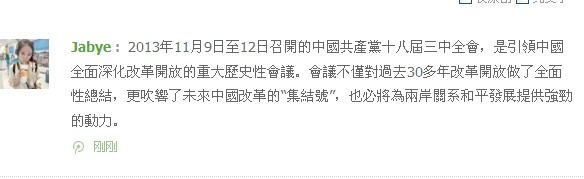 Jabye： 2013年11月9日至12日召開的中國共產黨十八屆三中全會，是引領中國
全面深化改革開放的重大歷史性會議。會議不僅對過去30多年改革開放做了全面
性總結，更吹響了未來中國改革的“集結號”，也必將為兩岸關系和平發展提供強勁
的動力。
剛剛